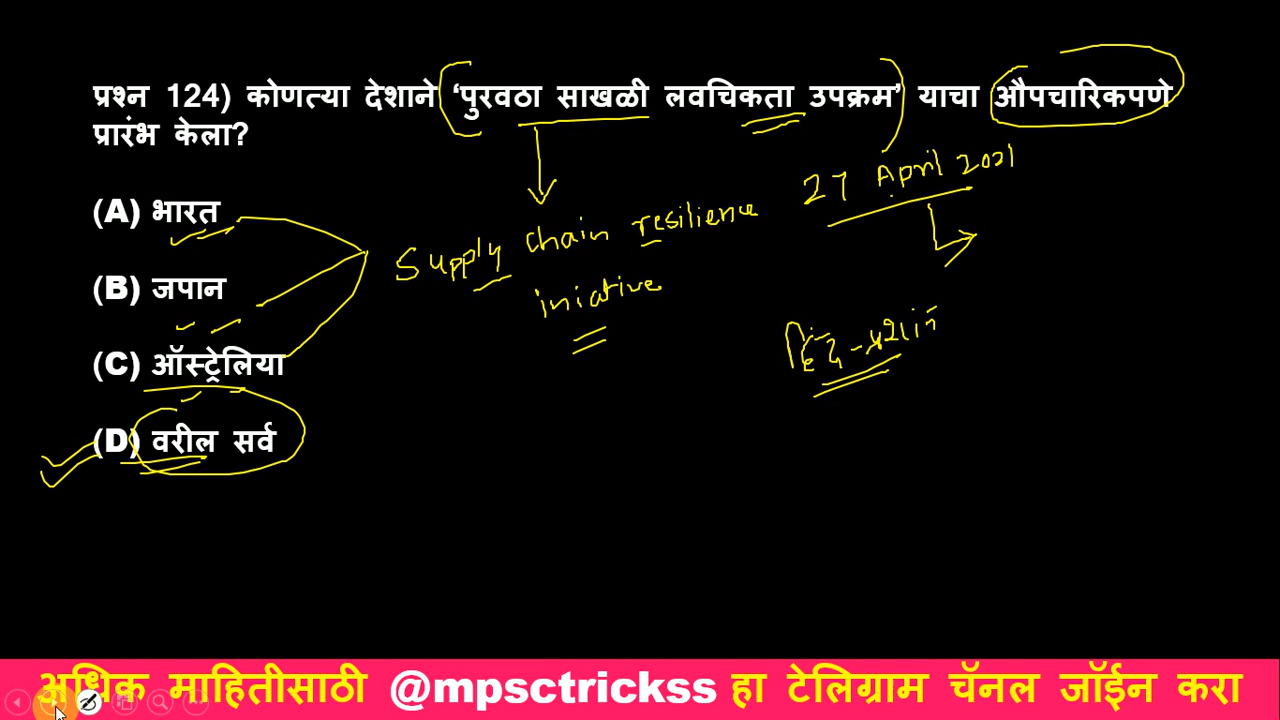 प्रश्न 124) कोणत्या देशाने ‘पुरवठा साखळी लवचिकता उपक्रम’ याचा औपचारिकपणे
प्रारंभ केला?
27 April 2021
(A) भारत
Supply chain resilience
(B) जपान
iniative
(C) ऑस्ट्रेलिया
(D) वरील सर्व
अधिक माहितीसाठी @mpsctrickss हा टेलिग्राम चॅनल जॉईन करा